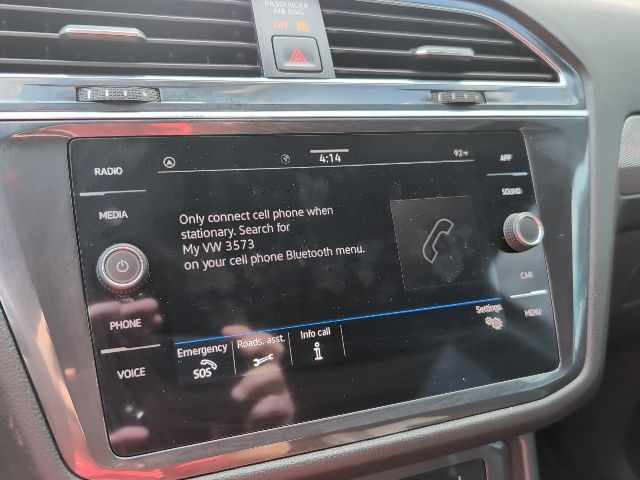 PASSENGER
AIR BAG
OFF
RADIO
4:14
92°F
APP
MEDIA
SOUND
Only connect cell phone when
stationary. Search for
My VW 3573
on your cell phone Bluetooth menu.
CAR
PHONE
Settings
MENU
VOICE
Emergency
SOS
Roads. asst.
Info call
i